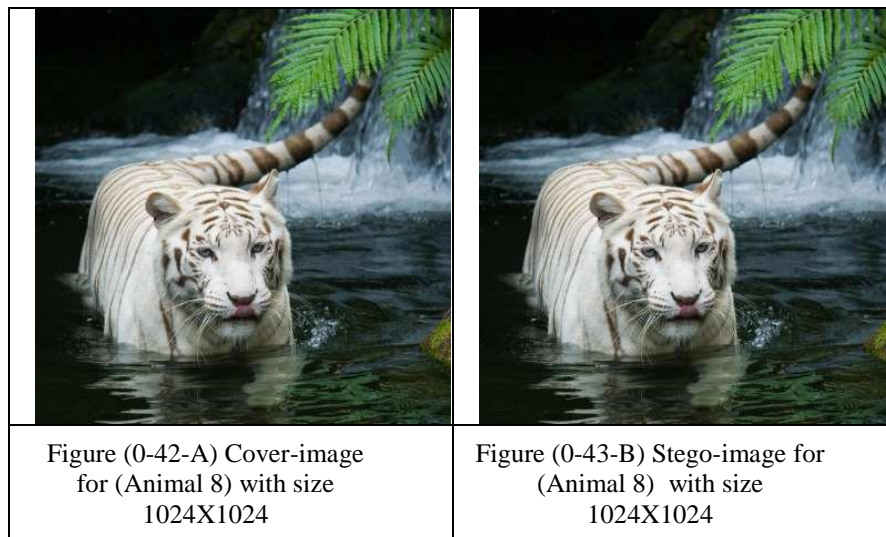 Figure (0-42-A) Cover-image
for (Animal 8) with size
1024X1024
Figure (0-43-B) Stego-image for
(Animal 8)  with size
1024X1024